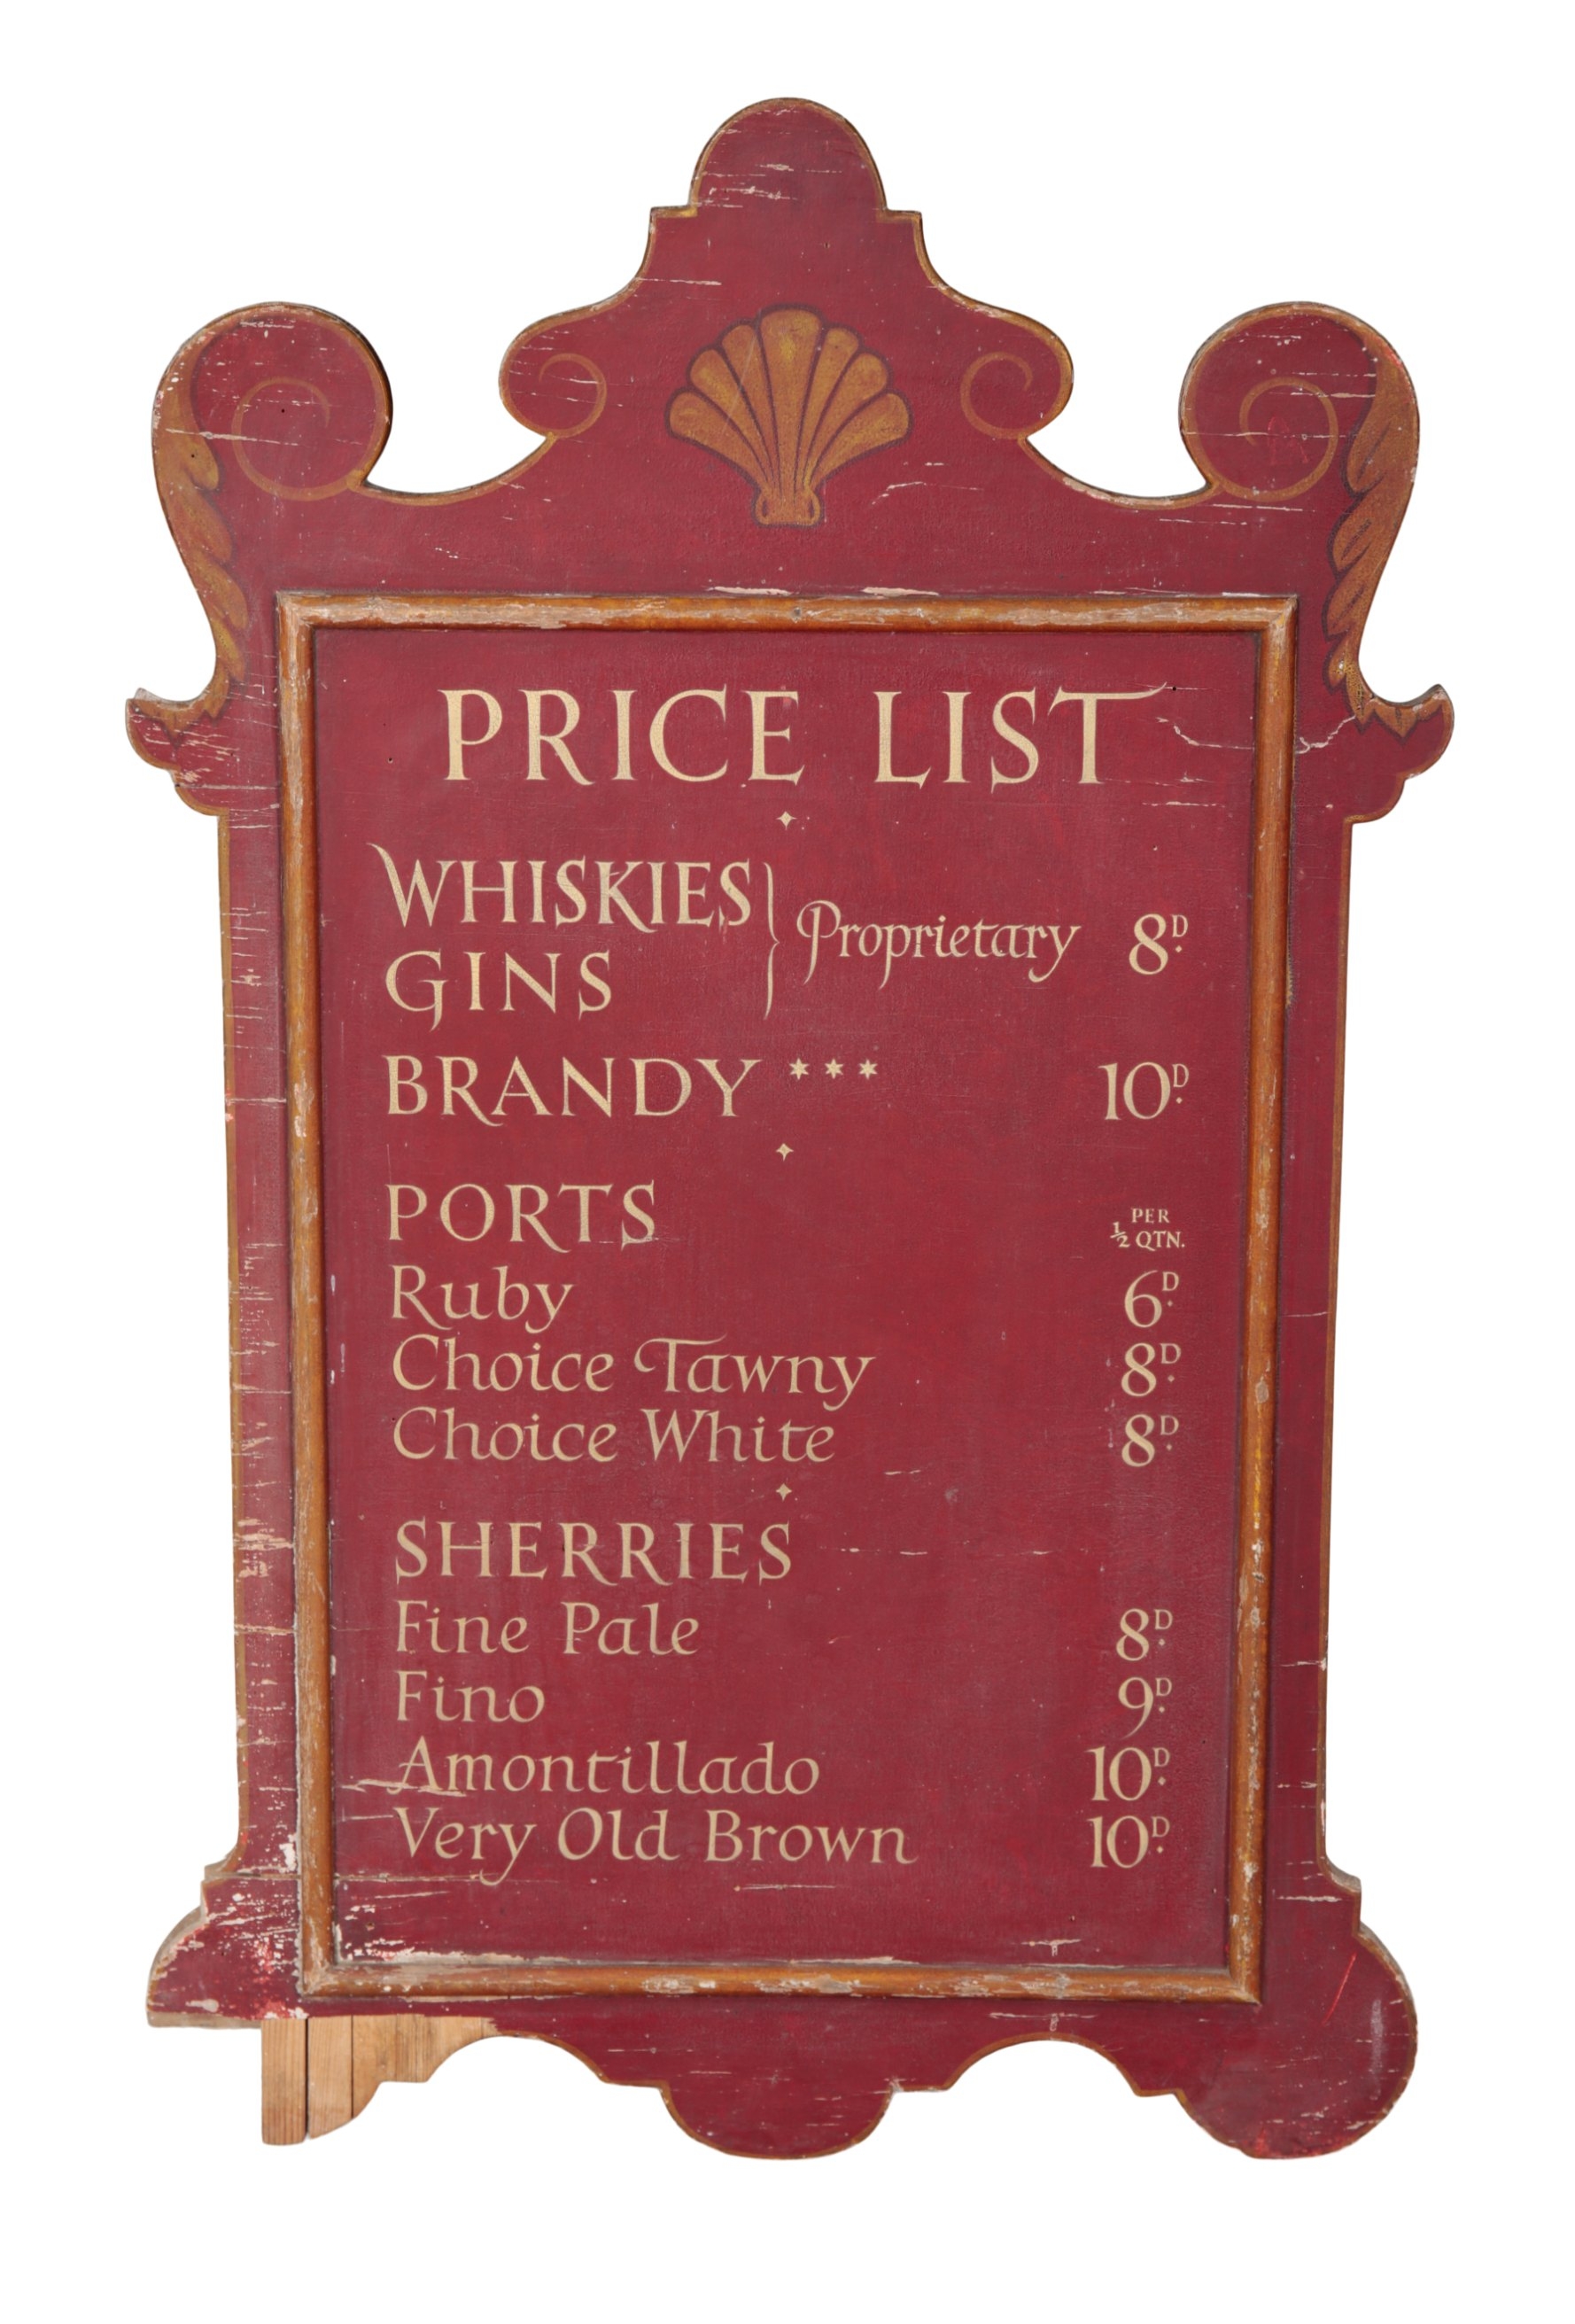 PRICE LIST
WHISKIES
GINS
} Proprietary 8D.
BRANDY *** 10D.
PORTS PER ½ QTN.
Ruby 6D.
Choice Tawny 8D.
Choice White 8D.
SHERRIES
Fine Pale 8D.
Fino 9D.
Amontillado 10D.
Very Old Brown 10D.